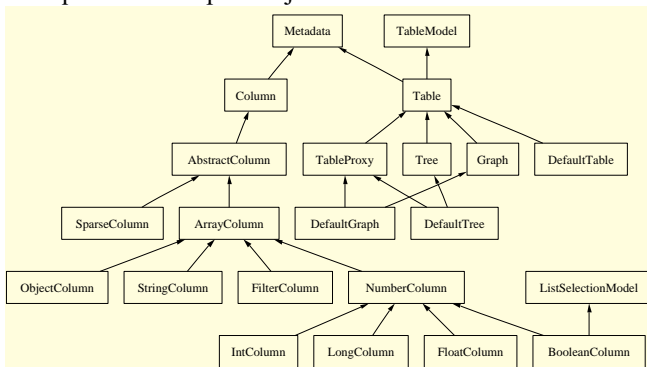 Metadata TableModel
Column Table
AbstractColumn TableProxy Tree Graph DefaultTable
SparseColumn ArrayColumn DefaultGraph DefaultTree
ObjectColumn StringColumn FilterColumn NumberColumn ListSelectionModel
IntColumn LongColumn FloatColumn BooleanColumn